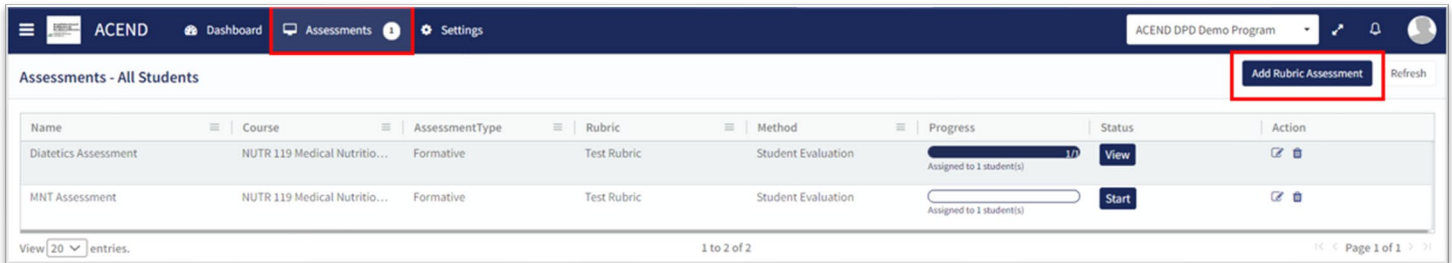 ACEND Dashboard Assessments 1 Settings ACEND DPD Demo Program
Assessments - All Students Add Rubric Assessment Refresh
Name Course AssessmentType Rubric Method Progress Status Action
Diatetics Assessment NUTR 119 Medical Nutritio... Formative Test Rubric Student Evaluation 1/1 View
Assigned to 1 student(s)
MNT Assessment NUTR 119 Medical Nutritio... Formative Test Rubric Student Evaluation Start
Assigned to 1 student(s)
View 20 entries. 1 to 2 of 2 Page 1 of 1